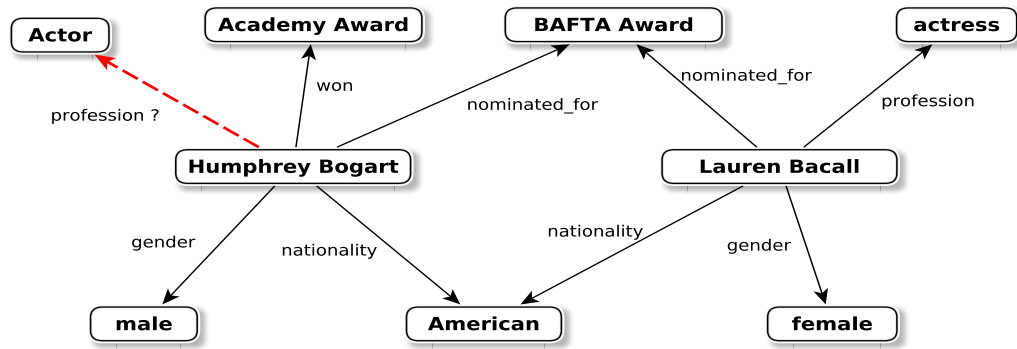 Actor
Academy Award
BAFTA Award
actress
won
nominated_for
nominated_for
profession
profession ?
Humphrey Bogart
Lauren Bacall
gender
nationality
nationality
gender
male
American
female